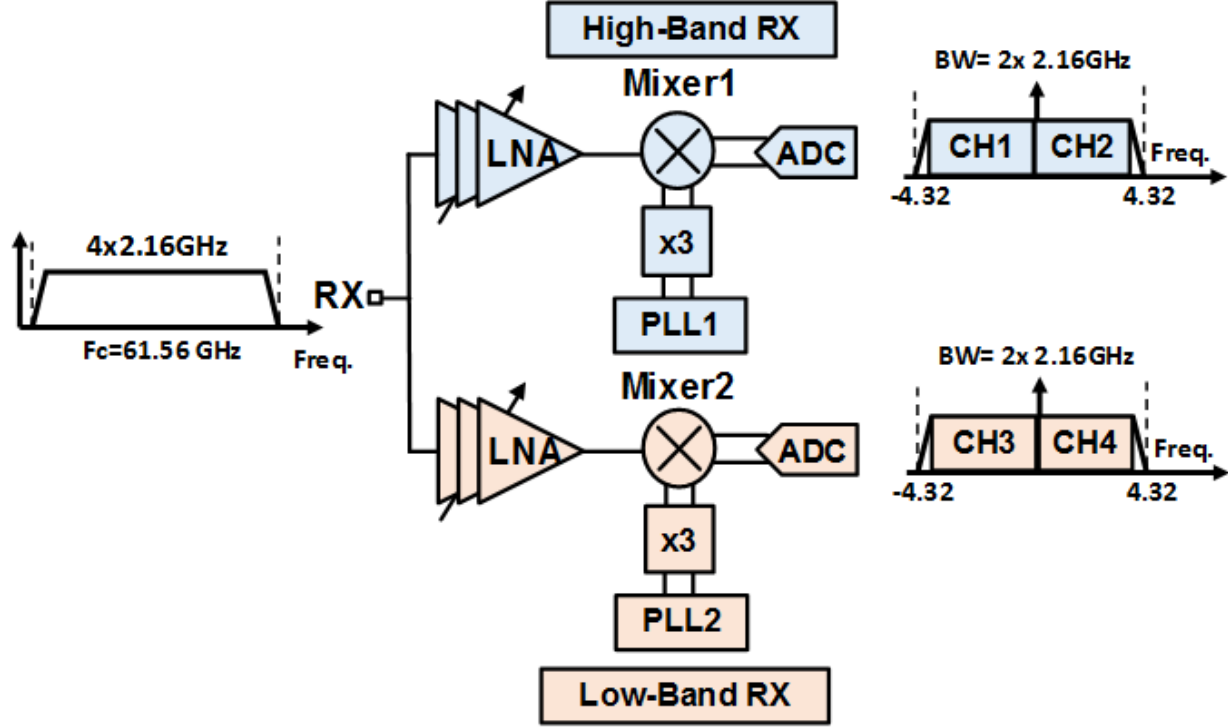 High-Band RX
Mixer1
LNA
ADC
x3
PLL1
BW= 2x 2.16GHz
CH1
CH2
Freq.
-4.32
4.32
4x2.16GHz
Fc=61.56 GHz
Freq.
RX
Mixer2
LNA
ADC
x3
PLL2
Low-Band RX
BW= 2x 2.16GHz
CH3
CH4
Freq.
-4.32
4.32